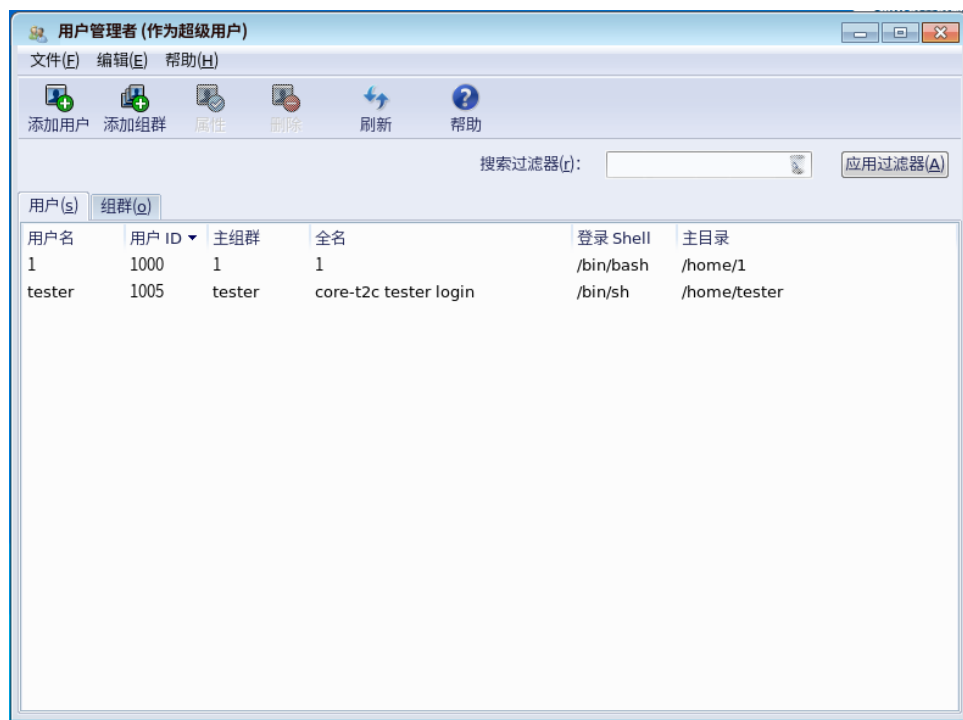 用户管理者 (作为超级用户)
文件(F) 编辑(E) 帮助(H)
添加用户 添加组群 属性 删除 刷新 帮助
搜索过滤器(r): 应用过滤器(A)
用户(s) 组群(o)
用户名 用户 ID 主组群 全名 登录 Shell 主目录
1 1000 1 1 /bin/bash /home/1
tester 1005 tester core-t2c tester login /bin/sh /home/tester